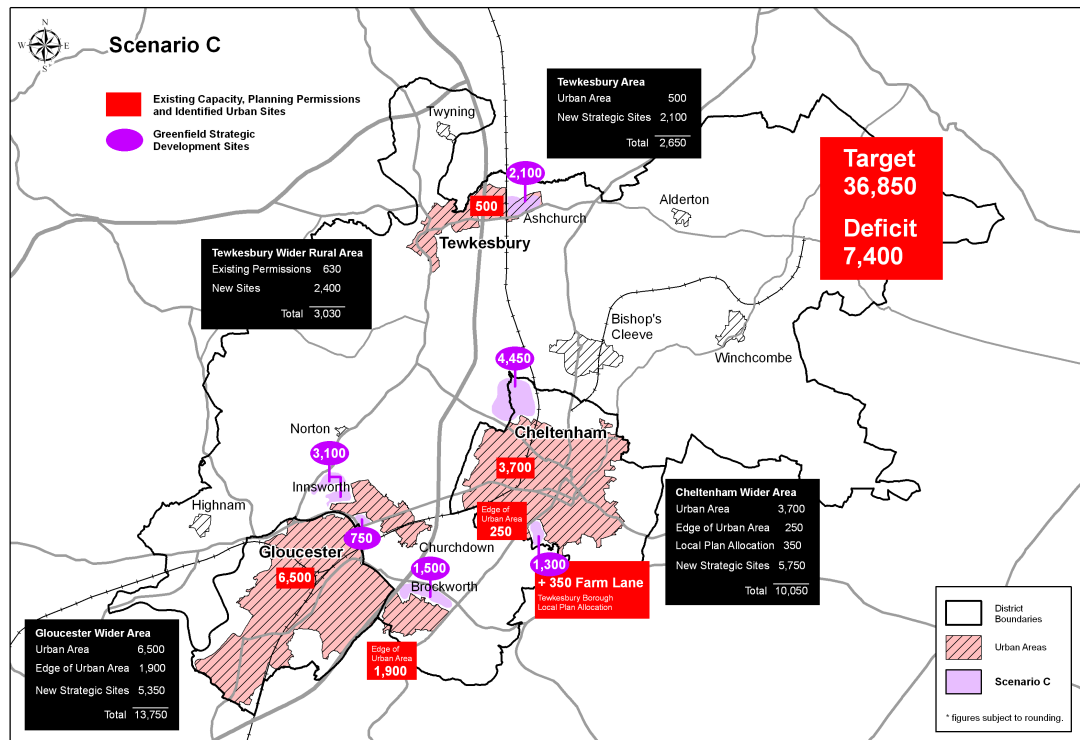 N
W E
S
Scenario C
Existing Capacity, Planning Permissions
and Identified Urban Sites
Greenfield Strategic
Development Sites
Twyning
Tewkesbury Area
Urban Area 500
New Strategic Sites 2,100
Total 2,650
Target
36,850
Deficit
7,400
2,100
500
Ashchurch
Alderton
Tewkesbury
Tewkesbury Wider Rural Area
Existing Permissions 630
New Sites 2,400
Total 3,030
Bishop's
Cleeve
Winchcombe
4,450
Norton
Cheltenham
3,100
3,700
Innsworth
Highnam
Edge of
Urban Area
250
Cheltenham Wider Area
Urban Area 3,700
Edge of Urban Area 250
Local Plan Allocation 350
New Strategic Sites 5,750
Total 10,050
750
Gloucester
Churchdown
6,500
1,500
Brockworth
1,300
+ 350 Farm Lane
Tewkesbury Borough
Local Plan Allocation
Edge of
Urban Area
1,900
Gloucester Wider Area
Urban Area 6,500
Edge of Urban Area 1,900
New Strategic Sites 5,350
Total 13,750
District
Boundaries
Urban Areas
Scenario C
* figures subject to rounding.